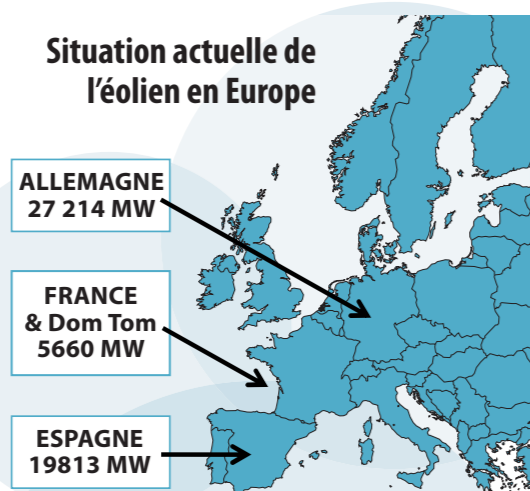 Situation actuelle de
l'éolien en Europe
ALLEMAGNE
27 214 MW
FRANCE
& Dom Tom
5660 MW
ESPAGNE
19813 MW